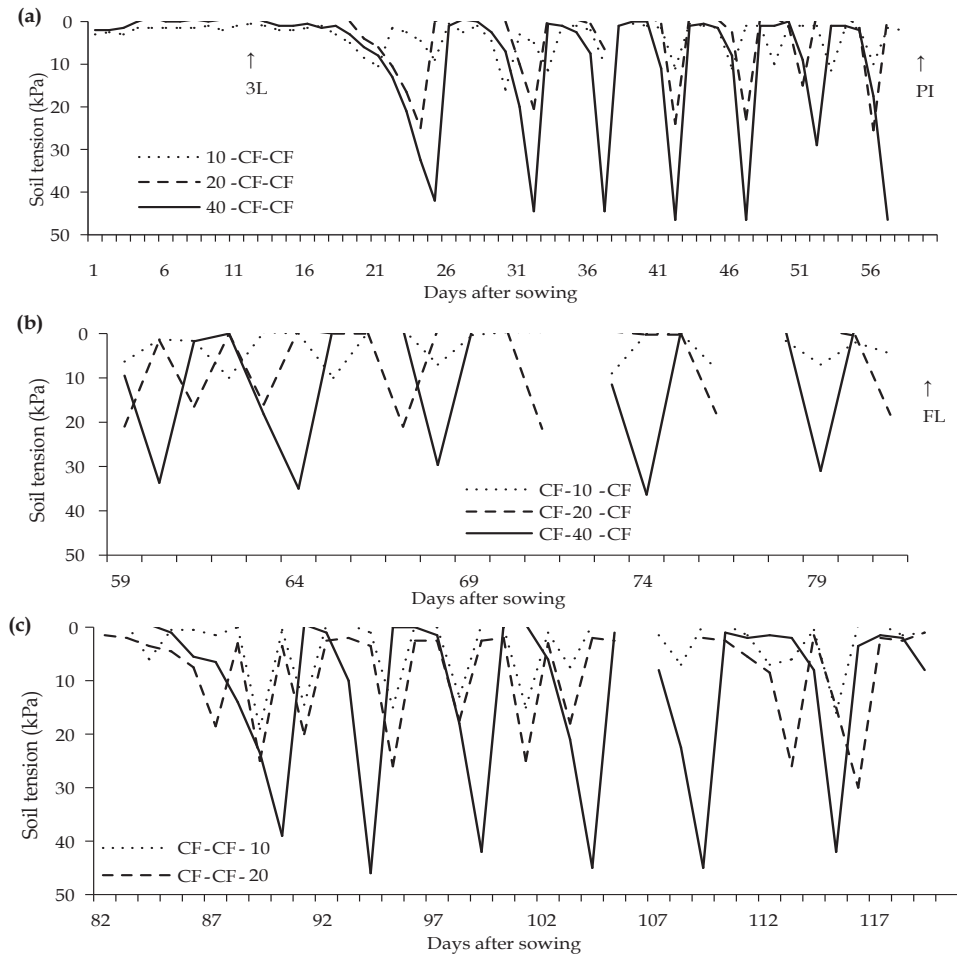 (a)
0
10
20
30
40
50
Soil tension (kPa)
↑
3L
↑
PI
10 -CF-CF
20 -CF-CF
40 -CF-CF
1 6 11 16 21 26 31 36 41 46 51 56
Days after sowing
(b)
0
10
20
30
40
50
Soil tension (kPa)
↑
FL
CF-10 -CF
CF-20 -CF
CF-40 -CF
59 64 69 74 79
Days after sowing
(c)
0
10
20
30
40
50
Soil tension (kPa)
CF-CF- 10
CF-CF- 20
82 87 92 97 102 107 112 117
Days after sowing